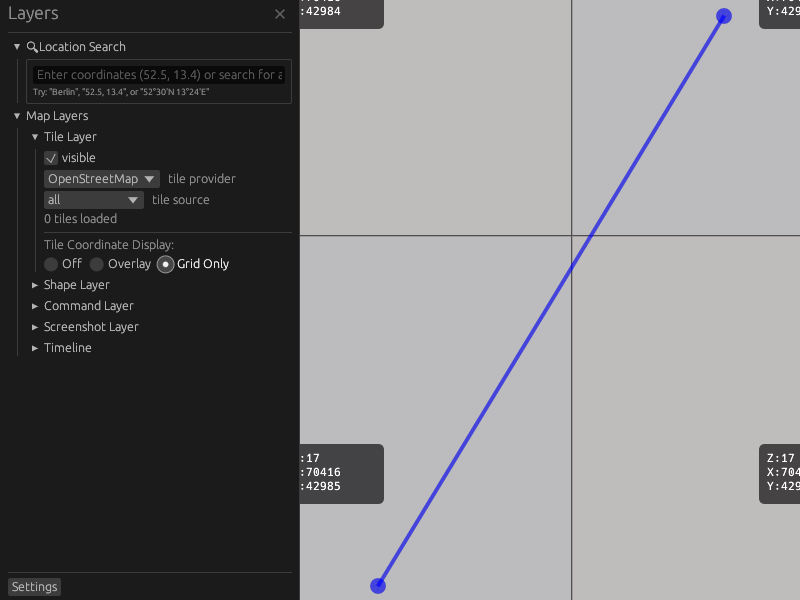 Layers
Location Search
Enter coordinates (52.5, 13.4) or search for a
Try: "Berlin", "52.5, 13.4", or "52°30'N 13°24'E"
Map Layers
Tile Layer
visible
OpenStreetMap tile provider
all tile source
0 tiles loaded
Tile Coordinate Display:
Off Overlay Grid Only
Shape Layer
Command Layer
Screenshot Layer
Timeline
Settings
:42984
Y:429
:17
:70416
:42985
Z:17
X:704
Y:429